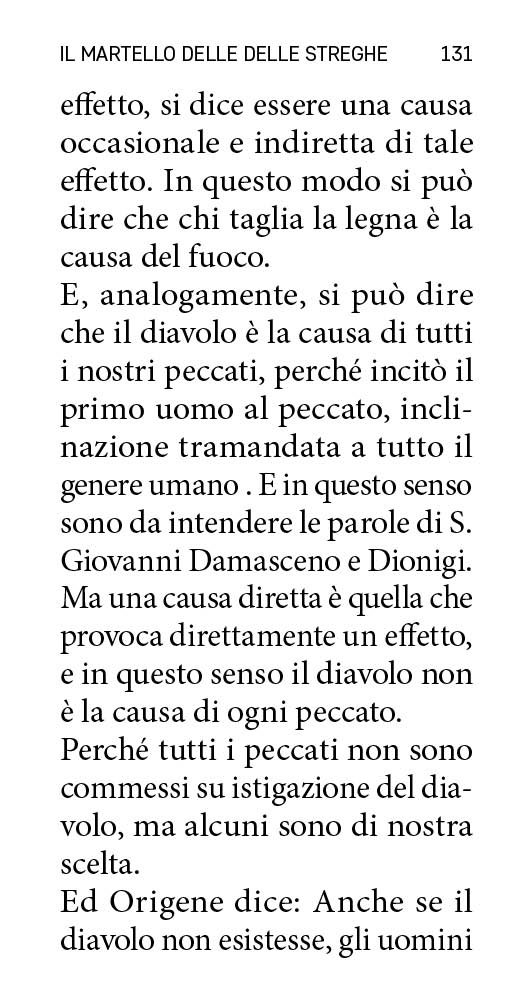 IL MARTELLO DELLE DELLE STREGHE 131
effetto, si dice essere una causa
occasionale e indiretta di tale
effetto. In questo modo si può
dire che chi taglia la legna è la
causa del fuoco.
E, analogamente, si può dire
che il diavolo è la causa di tutti
i nostri peccati, perché incitò il
primo uomo al peccato, incli-
nazione tramandata a tutto il
genere umano . E in questo senso
sono da intendere le parole di S.
Giovanni Damasceno e Dionigi.
Ma una causa diretta è quella che
provoca direttamente un effetto,
e in questo senso il diavolo non
è la causa di ogni peccato.
Perché tutti i peccati non sono
commessi su istigazione del dia-
volo, ma alcuni sono di nostra
scelta.
Ed Origene dice: Anche se il
diavolo non esistesse, gli uomini